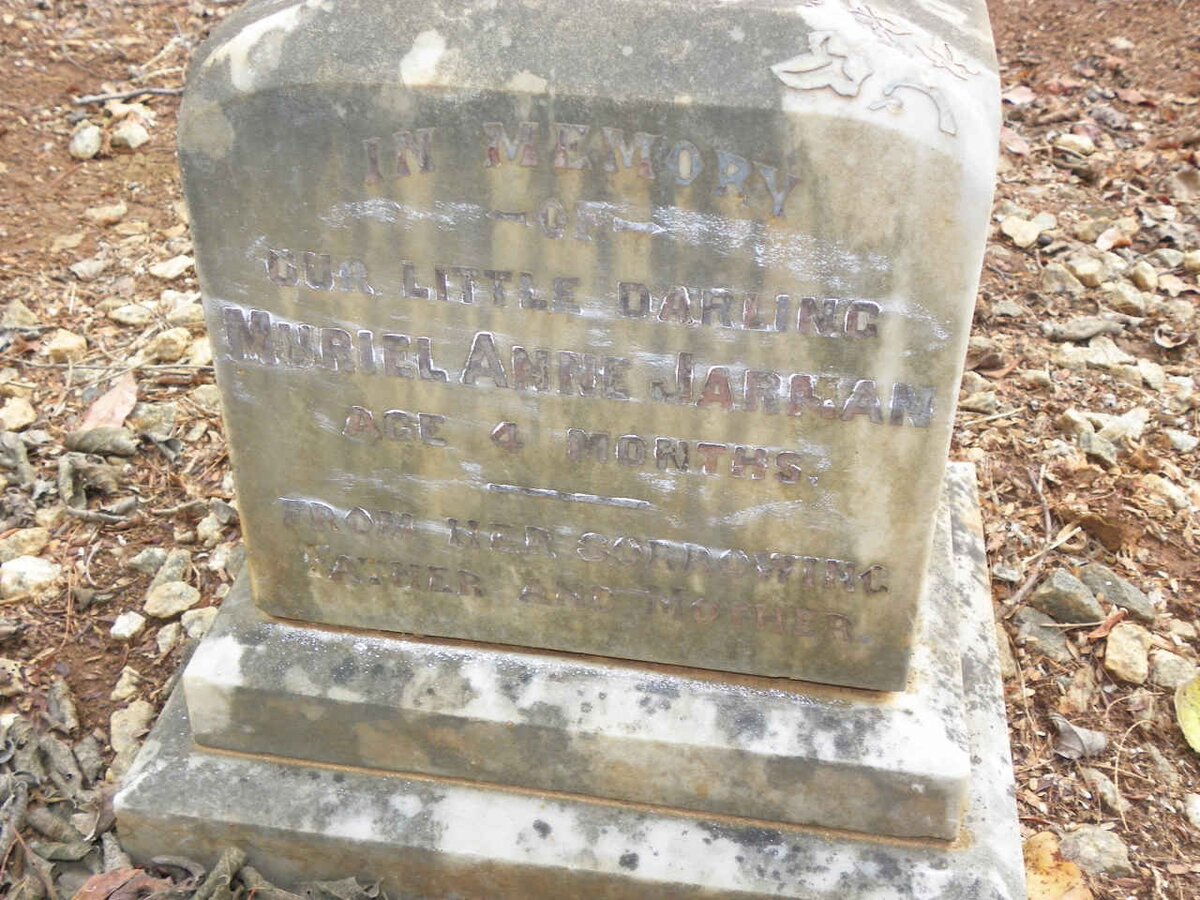 IN MEMORY
OF
OUR LITTLE DARLING
MURIEL ANNE JARMAN
AGE 4 MONTHS.
FROM HER SORROWING
FATHER AND MOTHER.